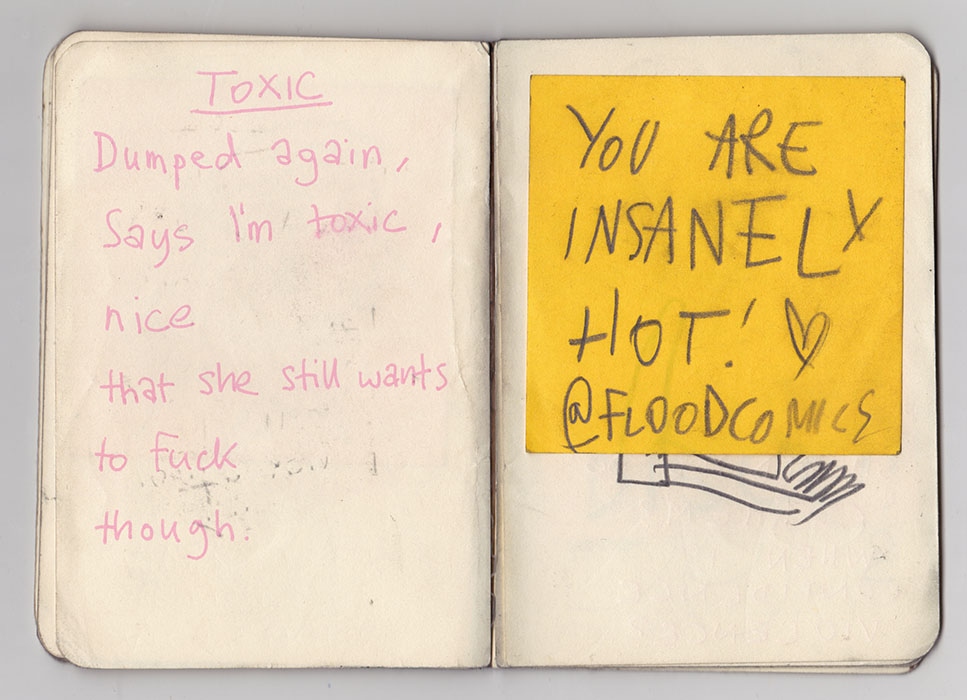 TOXIC
Dumped again,
Says I'm toxic,
nice
that she still wants
to Fuck
though.
YOU ARE
INSANELY
HOT! ♡
@FLOODCOMICS